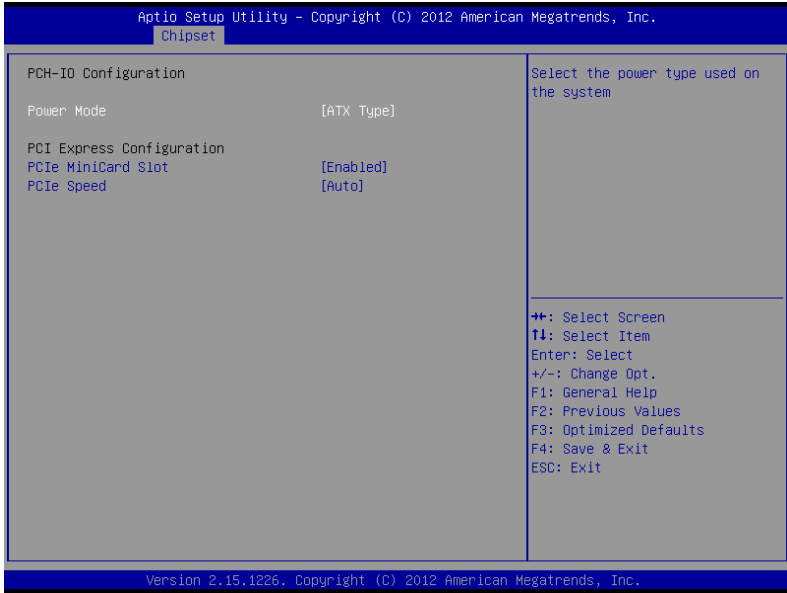 Aptio Setup Utility – Copyright (C) 2012 American Megatrends, Inc.
Chipset
PCH-IO Configuration
Power Mode [ATX Type]
PCI Express Configuration
PCIe MiniCard Slot [Enabled]
PCIe Speed [Auto]
Select the power type used on
the system
→←: Select Screen
↑↓: Select Item
Enter: Select
+/-: Change Opt.
F1: General Help
F2: Previous Values
F3: Optimized Defaults
F4: Save & Exit
ESC: Exit
Version 2.15.1226. Copyright (C) 2012 American Megatrends, Inc.